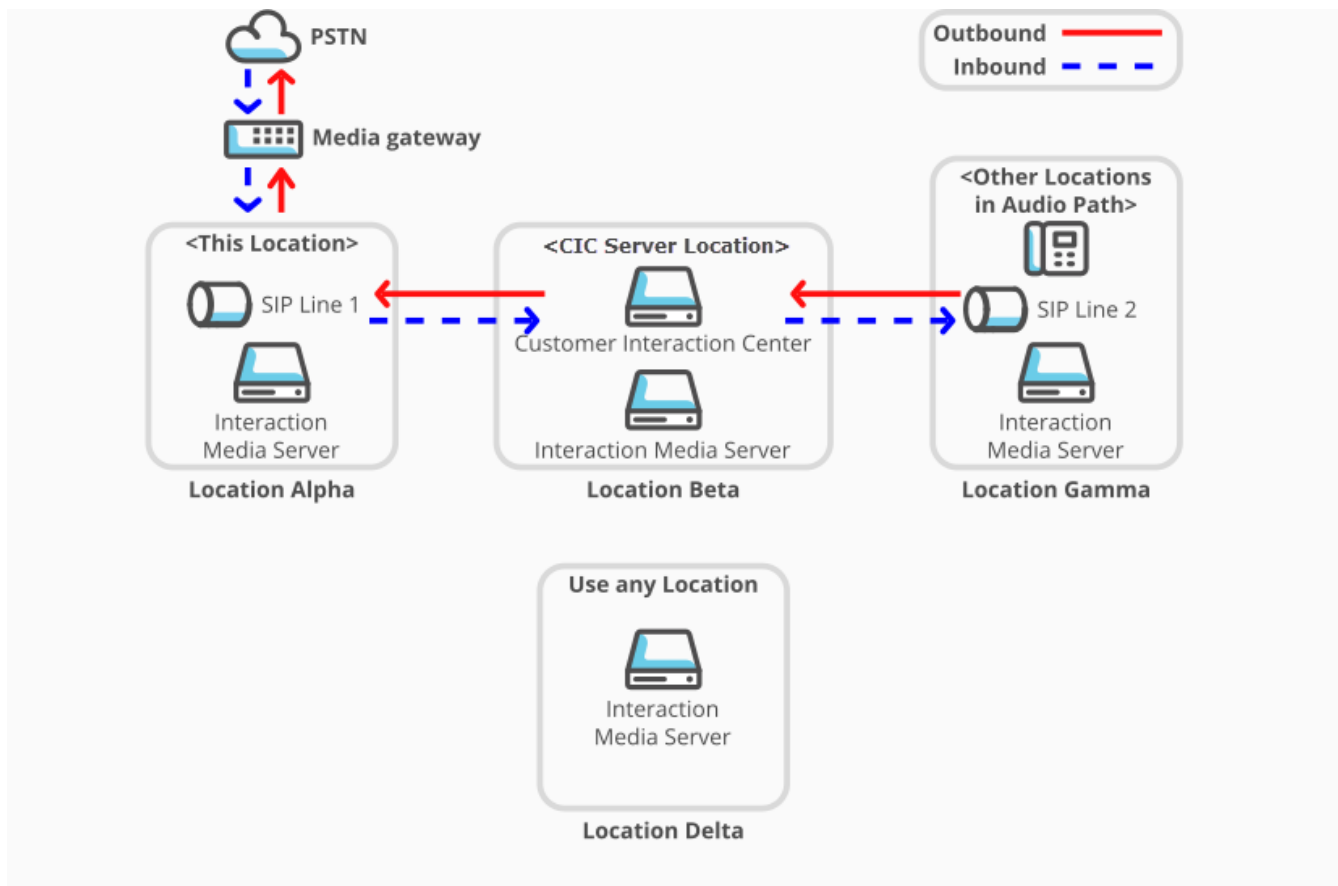 PSTN
Outbound
Inbound
Media gateway
<This Location>
SIP Line 1
Interaction
Media Server
Location Alpha
<CIC Server Location>
Customer Interaction Center
Interaction Media Server
Location Beta
<Other Locations
in Audio Path>
SIP Line 2
Interaction
Media Server
Location Gamma
Use any Location
Interaction
Media Server
Location Delta